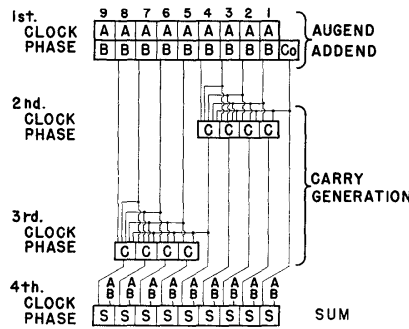 9 8 7 6 5 4 3 2 1
1st. CLOCK PHASE
A A A A A A A A A
B B B B B B B B B Co
AUGEND
ADDEND
2nd. CLOCK PHASE
C C C C
CARRY GENERATION
3rd. CLOCK PHASE
C C C C
4th. CLOCK PHASE
A A A A A A A A A
B B B B B B B B B
S S S S S S S S S
SUM